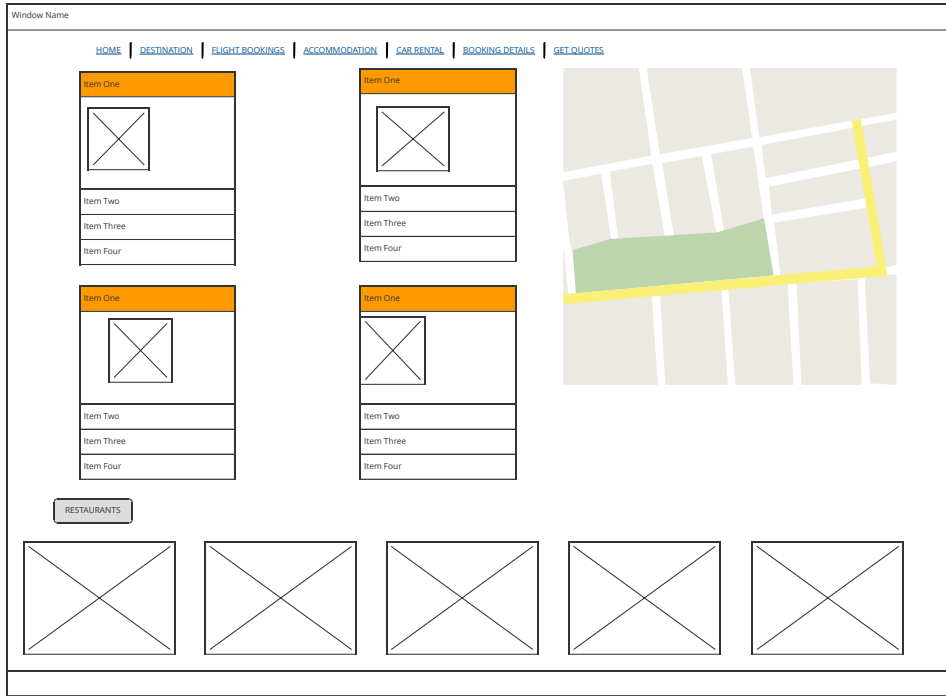 Window Name
HOME DESTINATION FLIGHT BOOKINGS ACCOMMODATION CAR RENTAL BOOKING DETAILS GET QUOTES
Item One
Item Two
Item Three
Item Four
Item One
Item Two
Item Three
Item Four
Item One
Item Two
Item Three
Item Four
Item One
Item Two
Item Three
Item Four
RESTAURANTS